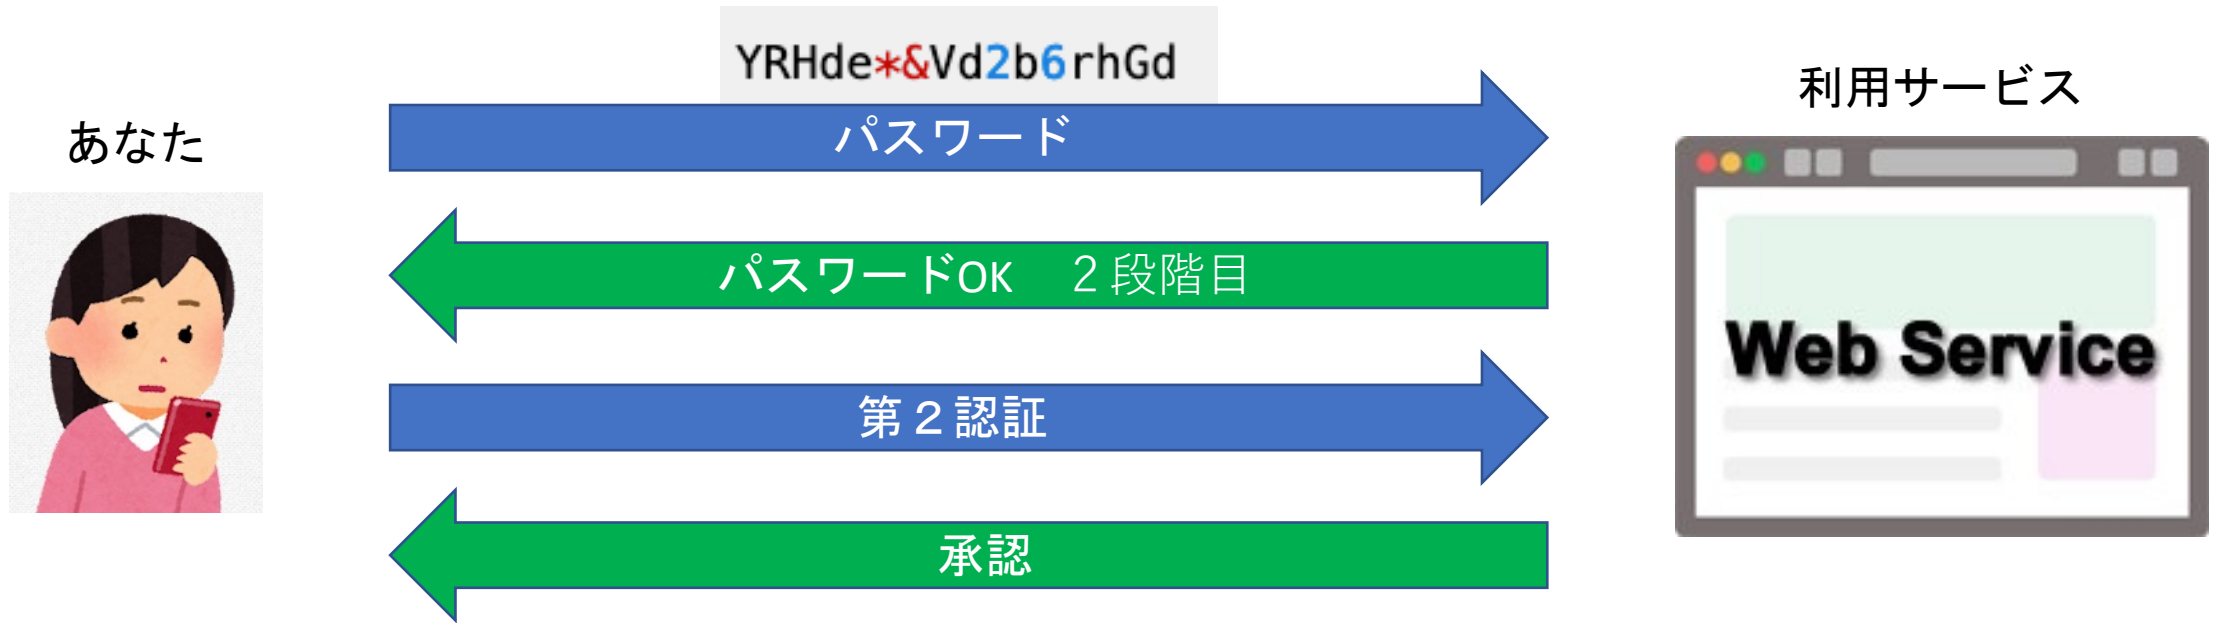 YRHde*&Vd2b6rhGd
利用サービス
あなた
パスワード
パスワードOK　２段階目
Web Service
第２認証
承認